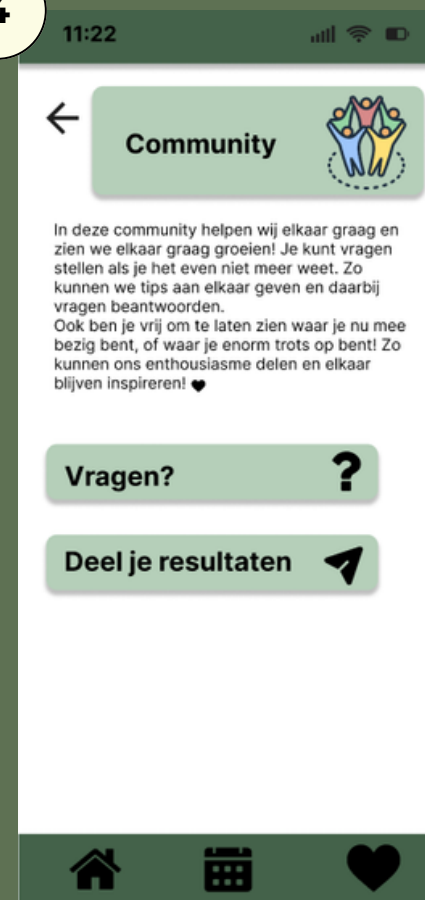 4
11:22
Community
In deze community helpen wij elkaar graag en
zien we elkaar graag groeien! Je kunt vragen
stellen als je het even niet meer weet. Zo
kunnen we tips aan elkaar geven en daarbij
vragen beantwoorden.
Ook ben je vrij om te laten zien waar je nu mee
bezig bent, of waar je enorm trots op bent! Zo
kunnen ons enthousiasme delen en elkaar
blijven inspireren! ♥
Vragen?
Deel je resultaten